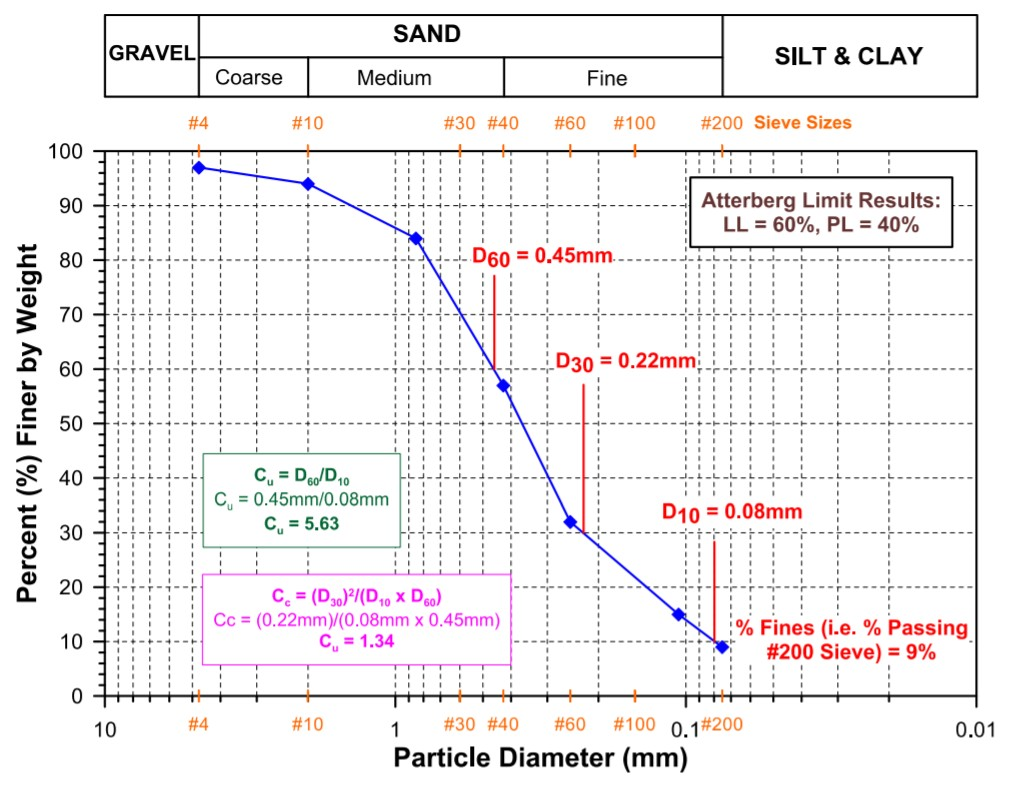 GRAVEL
SAND
SILT & CLAY
Coarse
Medium
Fine
#4
#10
#30
#40
#60
#100
#200
Sieve Sizes
100
90
80
70
60
50
40
30
20
10
0
Percent (%) Finer by Weight
Atterberg Limit Results:
LL = 60%, PL = 40%
D60 = 0.45mm
D30 = 0.22mm
D10 = 0.08mm
Cu = D60/D10
Cu = 0.45mm/0.08mm
Cu = 5.63
Cc = (D30)²/(D10 x D60)
Cc = (0.22mm)/(0.08mm x 0.45mm)
Cu = 1.34
% Fines (i.e. % Passing
#200 Sieve) = 9%
10
#4
#10
1
#30
#40
#60
#100
0.1
#200
0.01
Particle Diameter (mm)